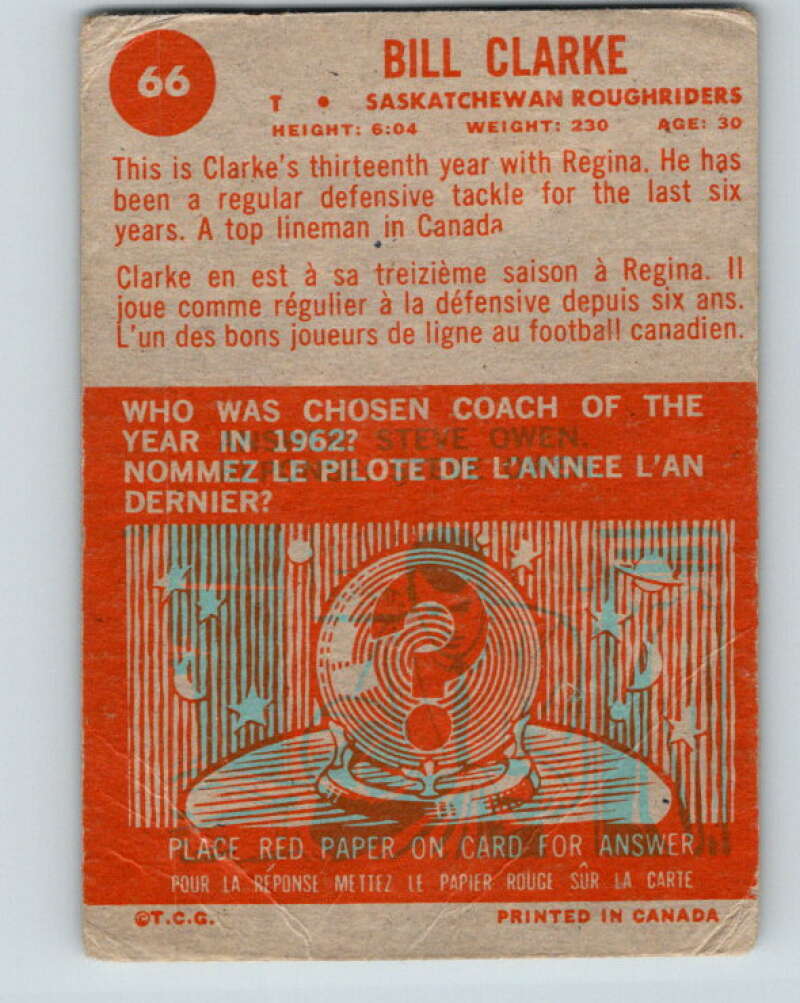 66
BILL CLARKE
T • SASKATCHEWAN ROUGHRIDERS
HEIGHT: 6:04 WEIGHT: 230 AGE: 30
This is Clarke's thirteenth year with Regina. He has
been a regular defensive tackle for the last six
years. A top lineman in Canada
Clarke en est à sa treizième saison à Regina. Il
joue comme régulier à la défensive depuis six ans.
L'un des bons joueurs de ligne au football canadien.
WHO WAS CHOSEN COACH OF THE
YEAR IN 1962?
STEVE OWEN.
NOMMEZ LE PILOTE DE L'ANNEE L'AN
DERNIER?
?
PLACE RED PAPER ON CARD FOR ANSWER
POUR LA RÉPONSE METTEZ LE PAPIER ROUGE SÛR LA CARTE
©T.C.G. PRINTED IN CANADA